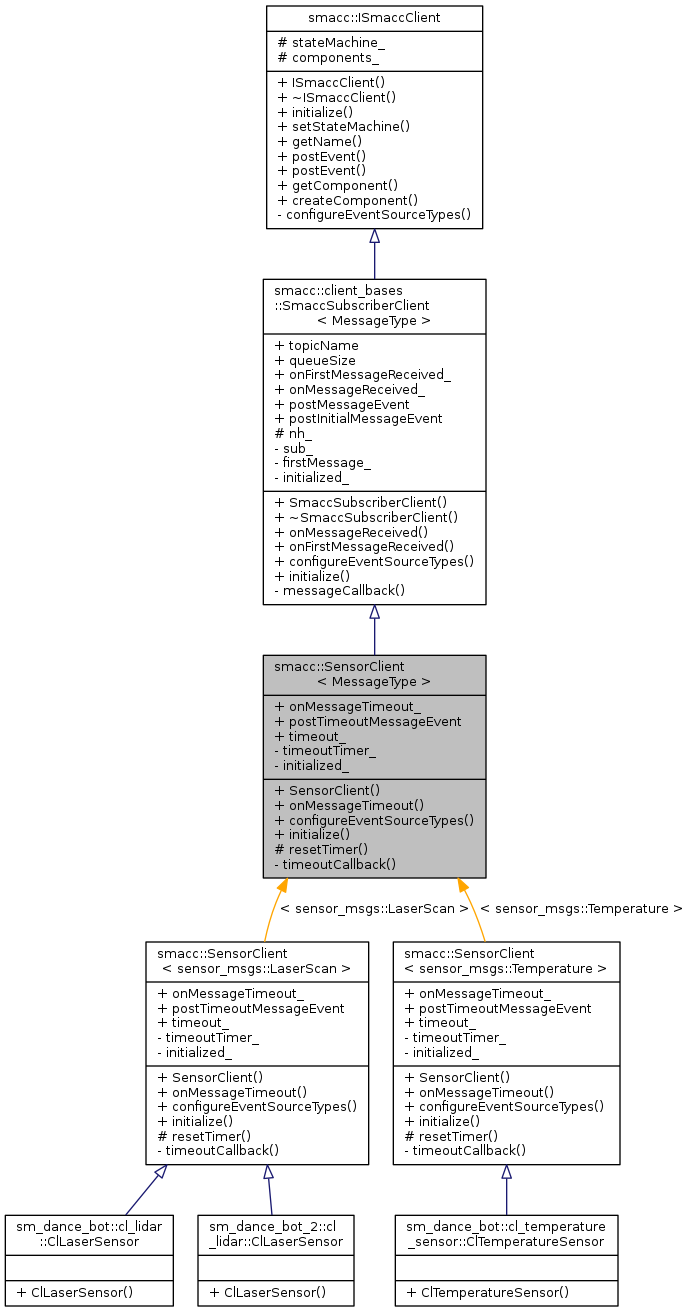 smacc::ISmaccClient
# stateMachine_
# components_
+ ISmaccClient()
+ ~ISmaccClient()
+ initialize()
+ setStateMachine()
+ getName()
+ postEvent()
+ postEvent()
+ getComponent()
+ createComponent()
- configureEventSourceTypes()
smacc::client_bases
::SmaccSubscriberClient
< MessageType >
+ topicName
+ queueSize
+ onFirstMessageReceived_
+ onMessageReceived_
+ postMessageEvent
+ postInitialMessageEvent
# nh_
- sub_
- firstMessage_
- initialized_
+ SmaccSubscriberClient()
+ ~SmaccSubscriberClient()
+ onMessageReceived()
+ onFirstMessageReceived()
+ configureEventSourceTypes()
+ initialize()
- messageCallback()
smacc::SensorClient
< MessageType >
+ onMessageTimeout_
+ postTimeoutMessageEvent
+ timeout_
- timeoutTimer_
- initialized_
+ SensorClient()
+ onMessageTimeout()
+ configureEventSourceTypes()
+ initialize()
# resetTimer()
- timeoutCallback()
< sensor_msgs::LaserScan >
< sensor_msgs::Temperature >
smacc::SensorClient
< sensor_msgs::LaserScan >
+ onMessageTimeout_
+ postTimeoutMessageEvent
+ timeout_
- timeoutTimer_
- initialized_
+ SensorClient()
+ onMessageTimeout()
+ configureEventSourceTypes()
+ initialize()
# resetTimer()
- timeoutCallback()
smacc::SensorClient
< sensor_msgs::Temperature >
+ onMessageTimeout_
+ postTimeoutMessageEvent
+ timeout_
- timeoutTimer_
- initialized_
+ SensorClient()
+ onMessageTimeout()
+ configureEventSourceTypes()
+ initialize()
# resetTimer()
- timeoutCallback()
sm_dance_bot::cl_lidar
::ClLaserSensor
+ ClLaserSensor()
sm_dance_bot_2::cl
_lidar::ClLaserSensor
+ ClLaserSensor()
sm_dance_bot::cl_temperature
_sensor::ClTemperatureSensor
+ ClTemperatureSensor()